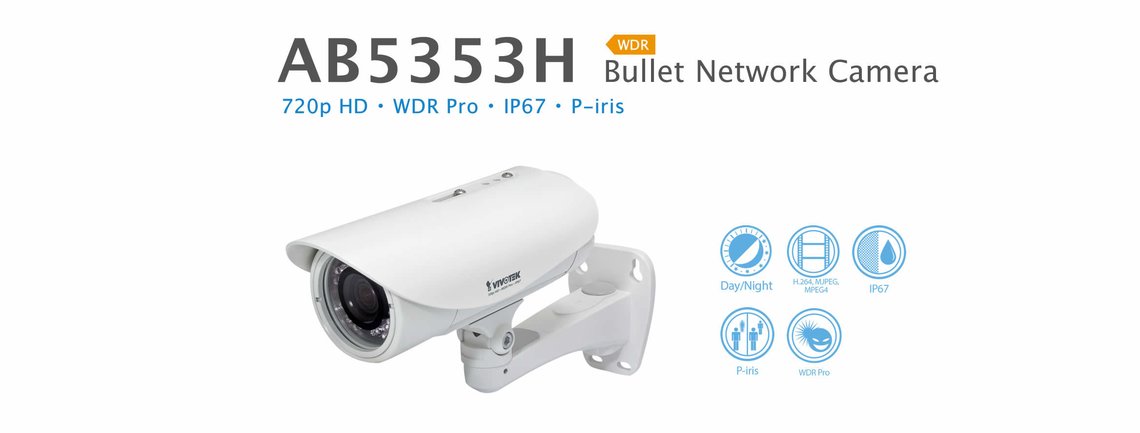 AB5353H
WDR
Bullet Network Camera
720p HD • WDR Pro • IP67 • P-iris
VIVOTEK
Day/Night
H.264, MJPEG,
MPEG4
IP67
P-iris
WDR Pro